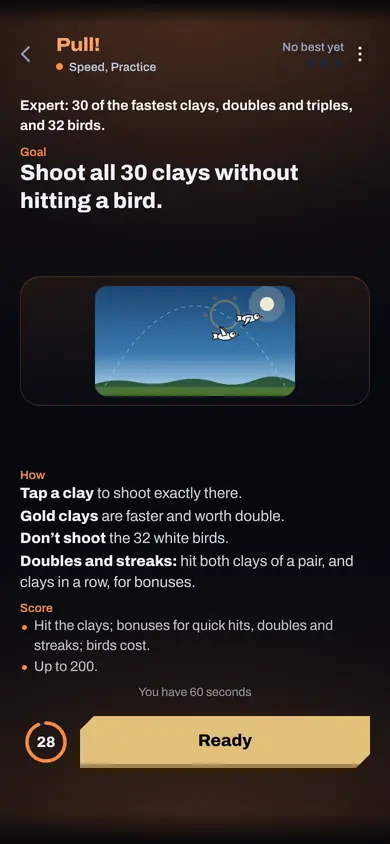 Pull!
No best yet
Speed, Practice
Expert: 30 of the fastest clays, doubles and triples,
and 32 birds.
Goal
Shoot all 30 clays without
hitting a bird.
How
Tap a clay to shoot exactly there.
Gold clays are faster and worth double.
Don’t shoot the 32 white birds.
Doubles and streaks: hit both clays of a pair, and
clays in a row, for bonuses.
Score
Hit the clays; bonuses for quick hits, doubles and
streaks; birds cost.
Up to 200.
You have 60 seconds
28
Ready